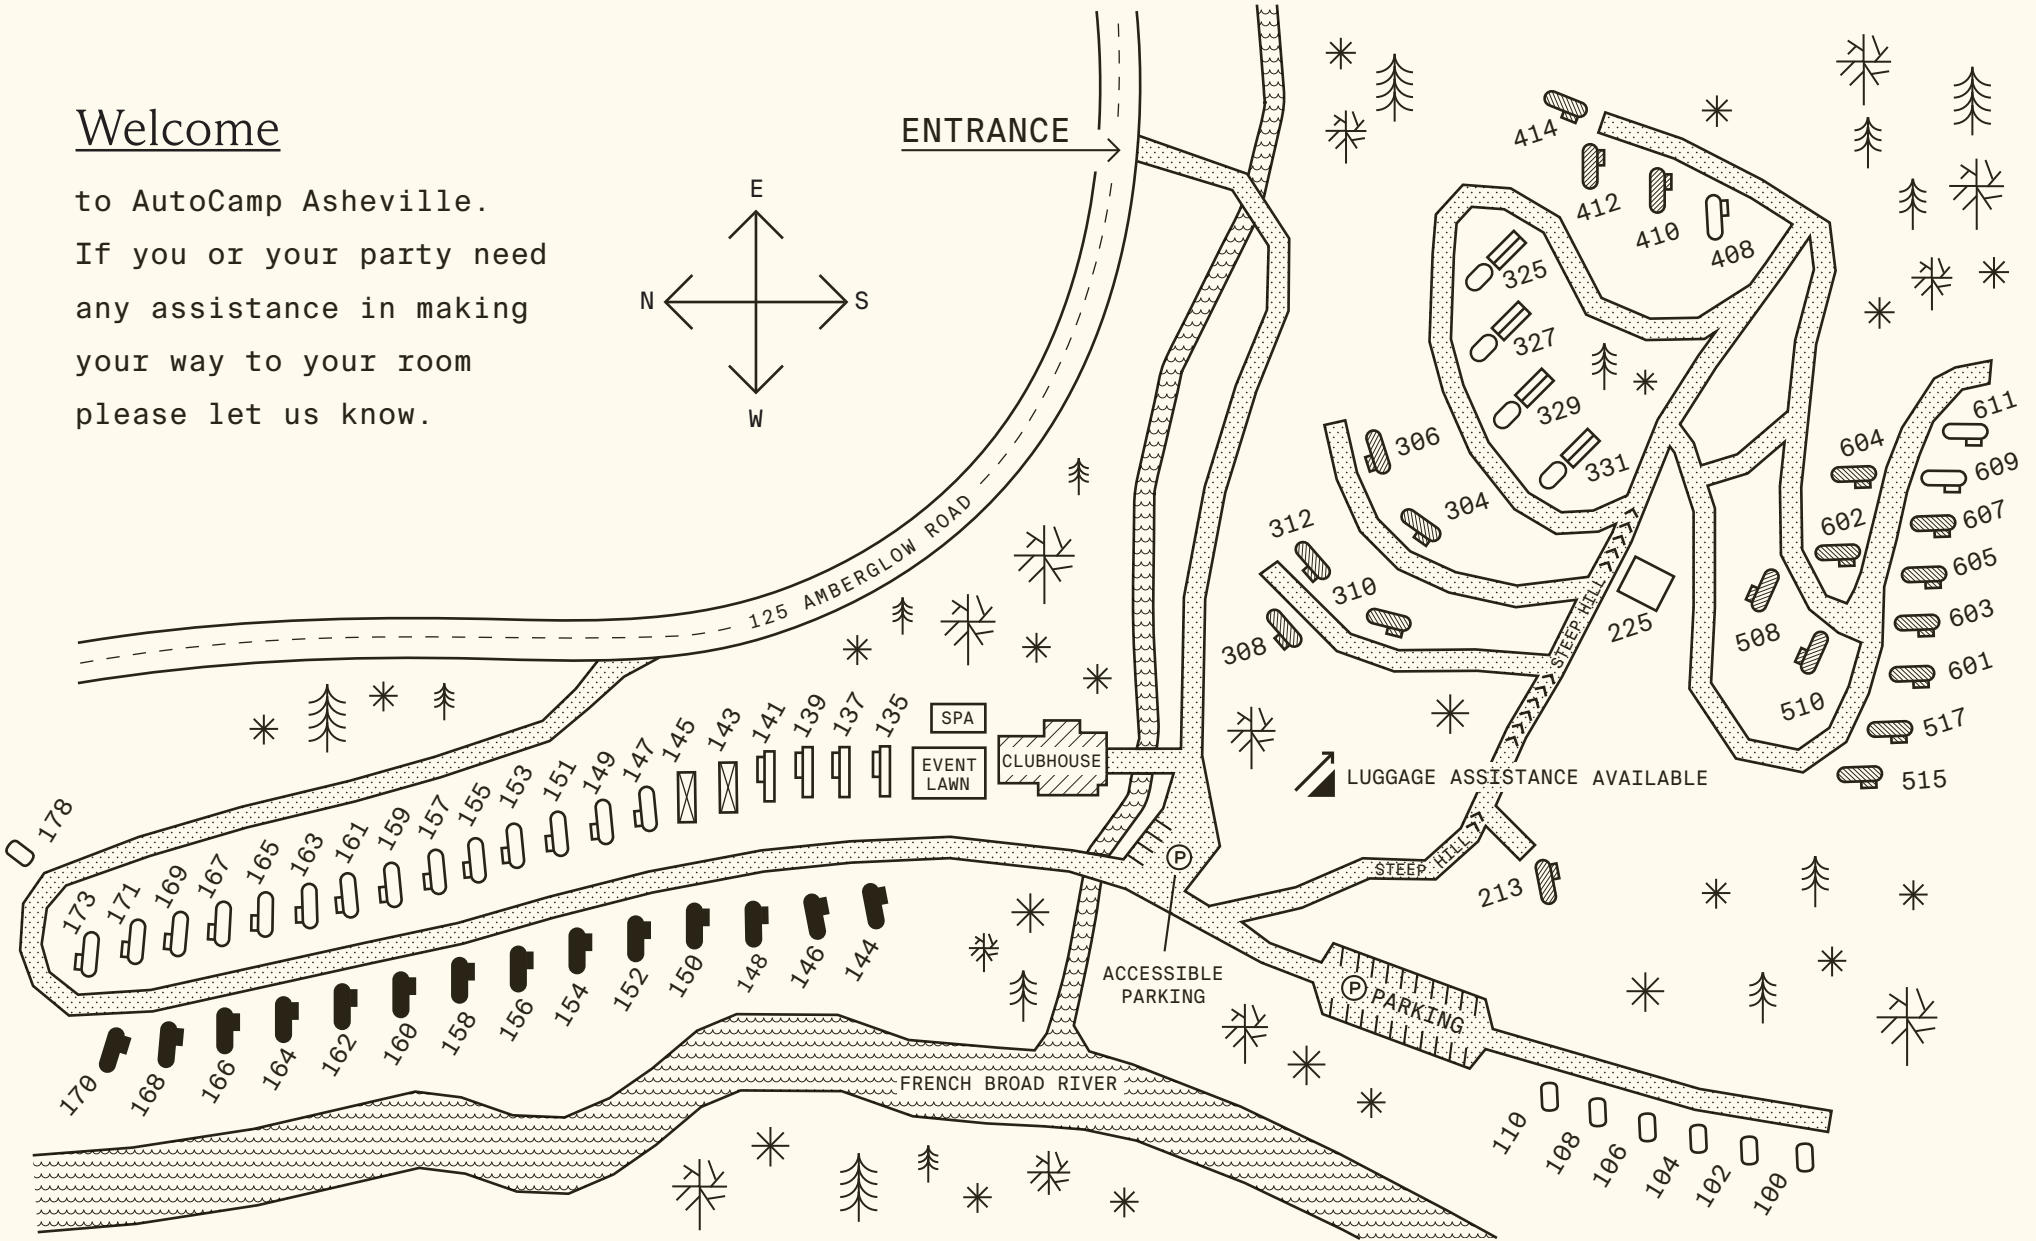 Welcome
to AutoCamp Asheville.
If you or your party need
any assistance in making
your way to your room
please let us know.
E
N
S
W
ENTRANCE
125 AMBERGLOW ROAD
414
412
410
408
325
327
329
331
306
304
312
310
308
225
STEEP HILL
611
609
607
605
603
601
604
602
508
510
517
515
LUGGAGE ASSISTANCE AVAILABLE
STEEP HILL
213
SPA
EVENT
LAWN
CLUBHOUSE
135
137
139
141
143
145
147
149
151
153
155
157
159
161
163
165
167
169
171
173
178
P
ACCESSIBLE
PARKING
P PARKING
144
146
148
150
152
154
156
158
160
162
164
166
168
170
FRENCH BROAD RIVER
110
108
106
104
102
100